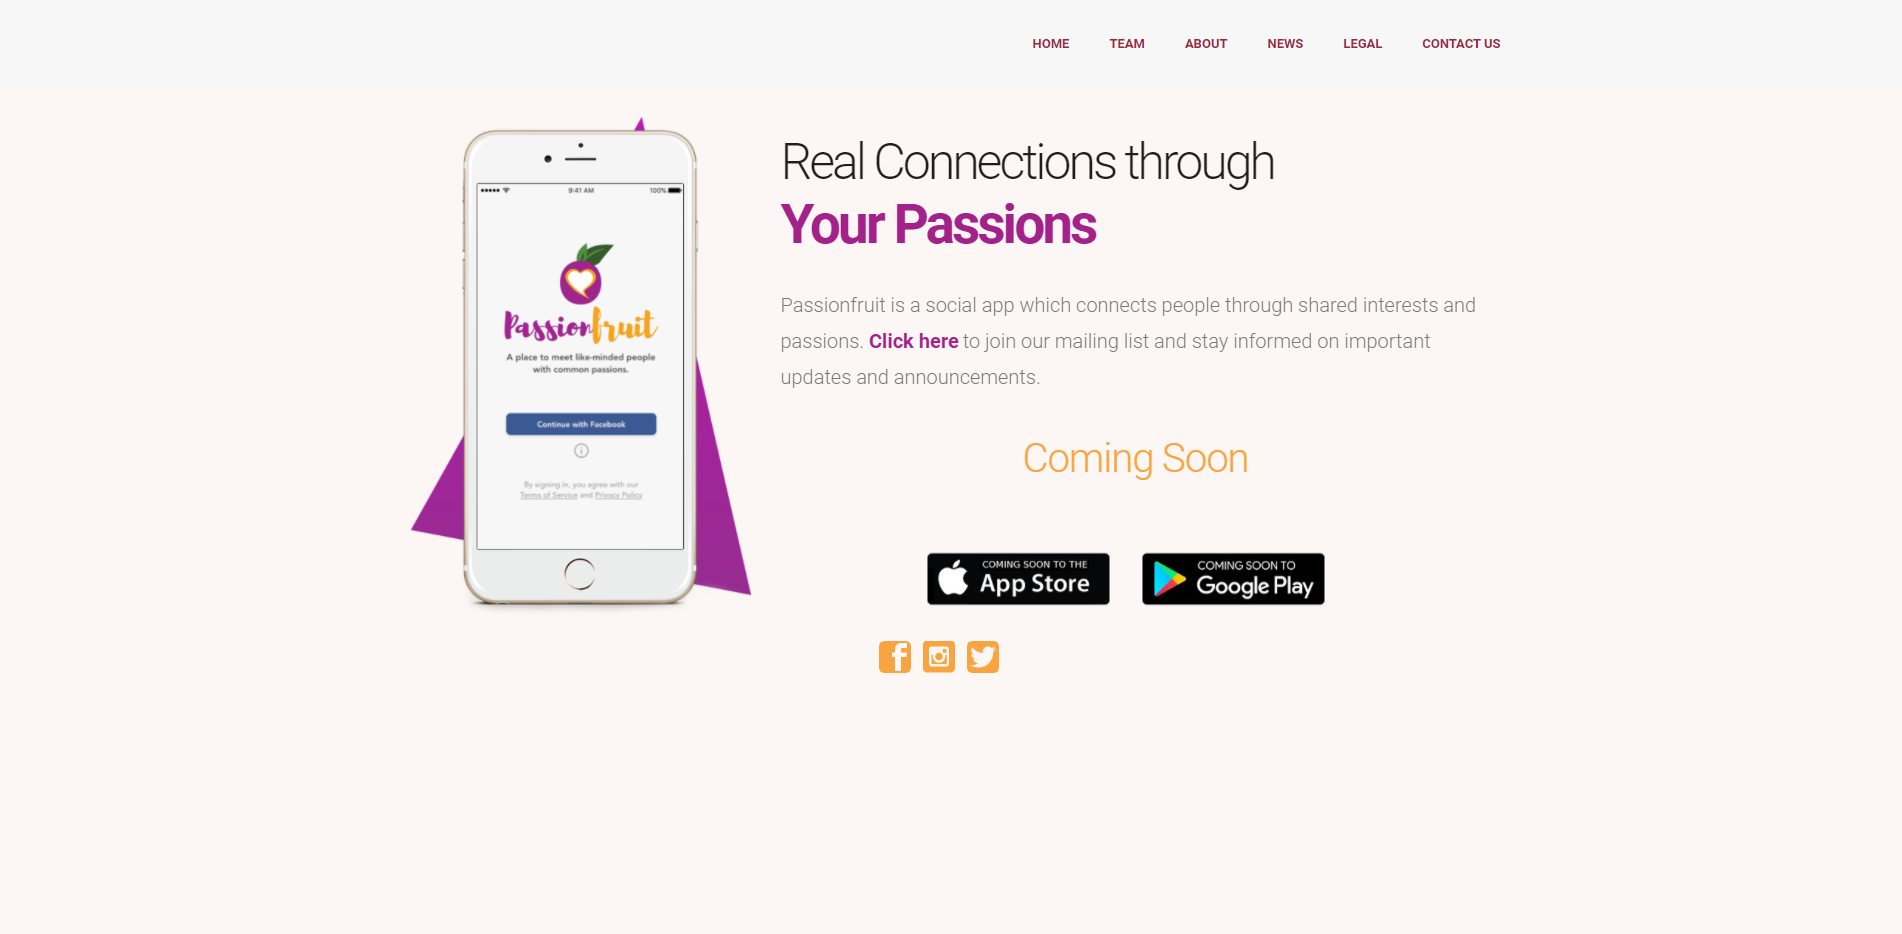 HOME TEAM ABOUT NEWS LEGAL CONTACT US
9:41 AM 100%
Passionfruit
A place to meet like-minded people
with common passions.
Continue with Facebook
By signing in, you agree with our
Terms of Service and Privacy Policy
Real Connections through
Your Passions
Passionfruit is a social app which connects people through shared interests and
passions. Click here to join our mailing list and stay informed on important
updates and announcements.
Coming Soon
COMING SOON TO THE
App Store
COMING SOON TO
Google Play